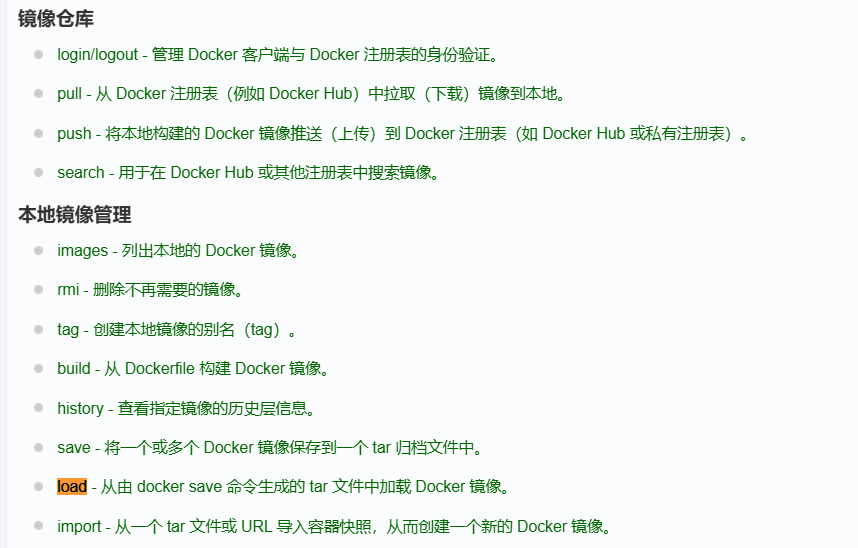 镜像仓库
login/logout - 管理 Docker 客户端与 Docker 注册表的身份验证。
pull - 从 Docker 注册表（例如 Docker Hub）中拉取（下载）镜像到本地。
push - 将本地构建的 Docker 镜像推送（上传）到 Docker 注册表（如 Docker Hub 或私有注册表）。
search - 用于在 Docker Hub 或其他注册表中搜索镜像。
本地镜像管理
images - 列出本地的 Docker 镜像。
rmi - 删除不再需要的镜像。
tag - 创建本地镜像的别名（tag）。
build - 从 Dockerfile 构建 Docker 镜像。
history - 查看指定镜像的历史层信息。
save - 将一个或多个 Docker 镜像保存到一个 tar 归档文件中。
load - 从由 docker save 命令生成的 tar 文件中加载 Docker 镜像。
import - 从一个 tar 文件或 URL 导入容器快照，从而创建一个新的 Docker 镜像。